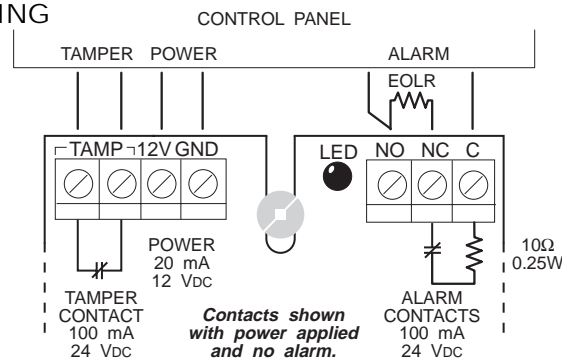 ING
CONTROL PANEL
TAMPER POWER ALARM
EOLR
TAMP 12V GND LED NO NC C
POWER
20 mA
12 VDC
10Ω
0.25W
TAMPER
CONTACT
100 mA
24 VDC
Contacts shown
with power applied
and no alarm.
ALARM
CONTACTS
100 mA
24 VDC